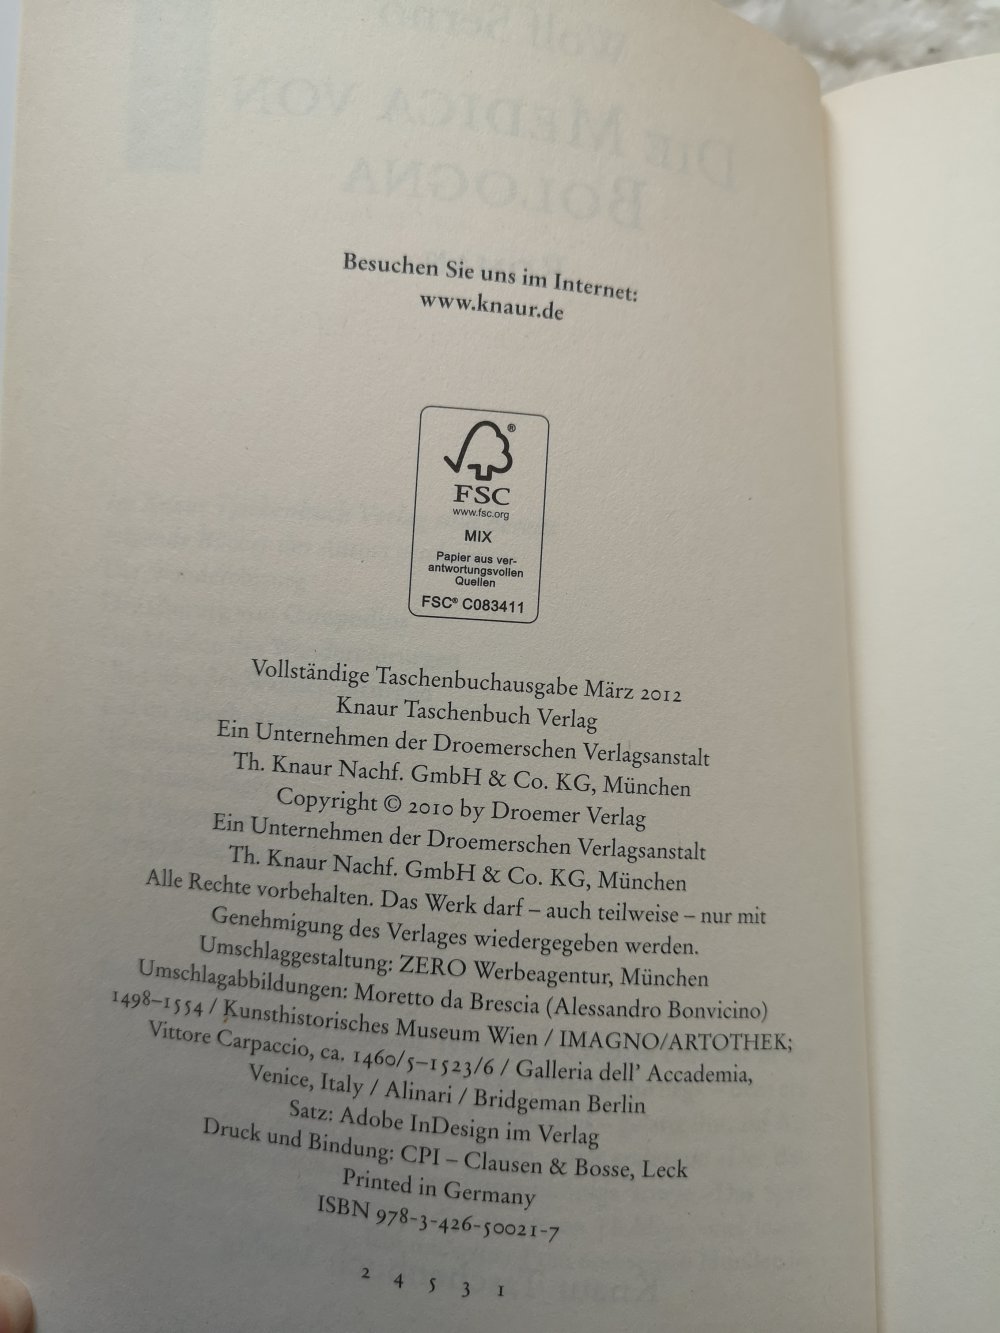 Wolf Serno
DIE MEDICA VON
BOLOGNA
Besuchen Sie uns im Internet:
www.knaur.de
®
FSC
www.fsc.org
MIX
Papier aus ver-
antwortungsvollen
Quellen
FSC® C083411
Vollständige Taschenbuchausgabe März 2012
Knaur Taschenbuch Verlag
Ein Unternehmen der Droemerschen Verlagsanstalt
Th. Knaur Nachf. GmbH & Co. KG, München
Copyright © 2010 by Droemer Verlag
Ein Unternehmen der Droemerschen Verlagsanstalt
Th. Knaur Nachf. GmbH & Co. KG, München
Alle Rechte vorbehalten. Das Werk darf – auch teilweise – nur mit
Genehmigung des Verlages wiedergegeben werden.
Umschlaggestaltung: ZERO Werbeagentur, München
Umschlagabbildungen: Moretto da Brescia (Alessandro Bonvicino)
1498–1554 / Kunsthistorisches Museum Wien / IMAGNO/ARTOTHEK;
Vittore Carpaccio, ca. 1460/5–1523/6 / Galleria dell' Accademia,
Venice, Italy / Alinari / Bridgeman Berlin
Satz: Adobe InDesign im Verlag
Druck und Bindung: CPI – Clausen & Bosse, Leck
Printed in Germany
ISBN 978-3-426-50021-7
2 4 5 3 1